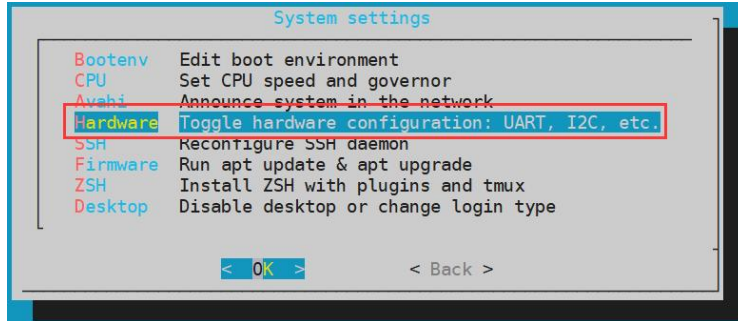 System settings
Bootenv Edit boot environment
CPU Set CPU speed and governor
Avahi Announce system in the network
Hardware Toggle hardware configuration: UART, I2C, etc.
SSH Reconfigure SSH daemon
Firmware Run apt update & apt upgrade
ZSH Install ZSH with plugins and tmux
Desktop Disable desktop or change login type
< OK > < Back >